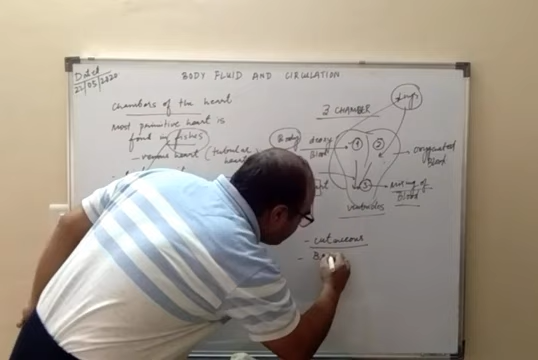 Dated
22/05/2020
BODY FLUID AND CIRCULATION
Chambers of the heart
Most primitive heart is
found in fishes
- venous heart (tubular
heart)
3 CHAMBER
Lungs
Body
deoxy
Blood
1
2
3
oxygenated
Blood
mixing of
Blood
ventricles
- cutaneous
- B